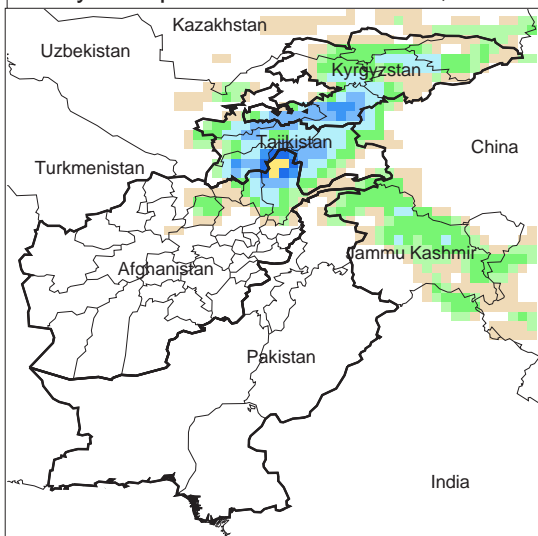 Kazakhstan
Uzbekistan
Kyrgyzstan
Tajikistan
China
Turkmenistan
Jammu Kashmir
Afghanistan
Pakistan
India